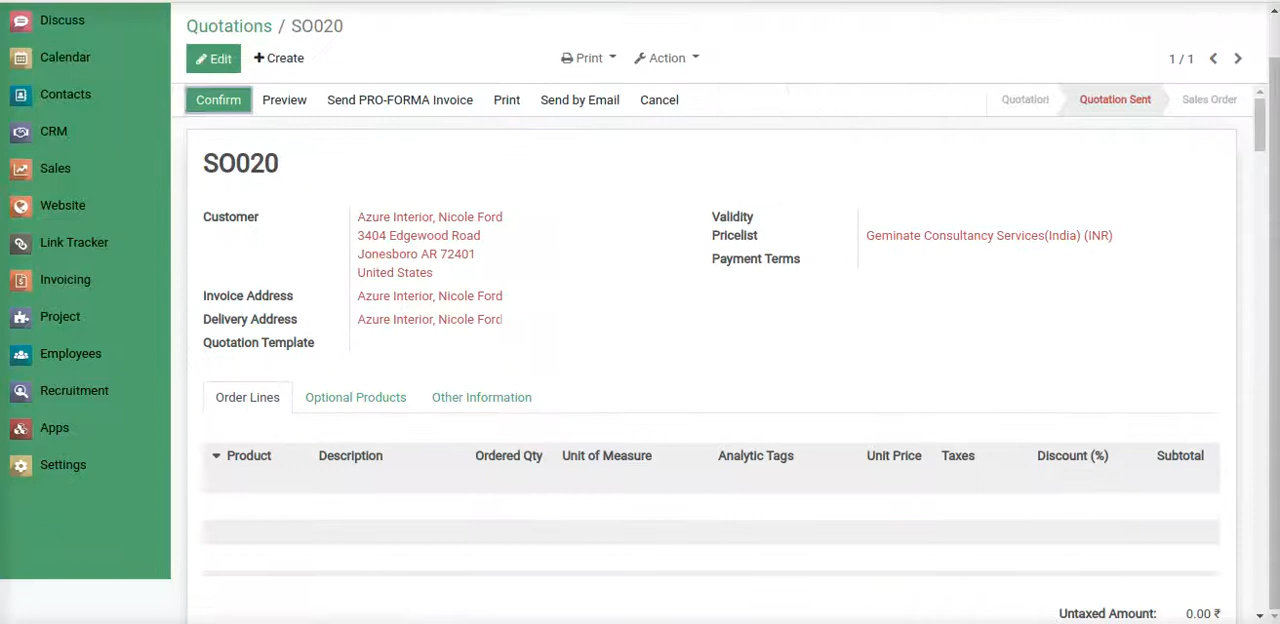 Discuss
Calendar
Contacts
CRM
Sales
Website
Link Tracker
Invoicing
Project
Employees
Recruitment
Apps
Settings
Quotations / SO020
Edit
Create
Print
Action
1 / 1
Confirm
Preview
Send PRO-FORMA Invoice
Print
Send by Email
Cancel
Quotation
Quotation Sent
Sales Order
SO020
Customer
Azure Interior, Nicole Ford
3404 Edgewood Road
Jonesboro AR 72401
United States
Invoice Address
Azure Interior, Nicole Ford
Delivery Address
Azure Interior, Nicole Ford
Quotation Template
Validity
Pricelist
Geminate Consultancy Services(India) (INR)
Payment Terms
Order Lines
Optional Products
Other Information
Product
Description
Ordered Qty
Unit of Measure
Analytic Tags
Unit Price
Taxes
Discount (%)
Subtotal
Untaxed Amount:
0.00 ₹